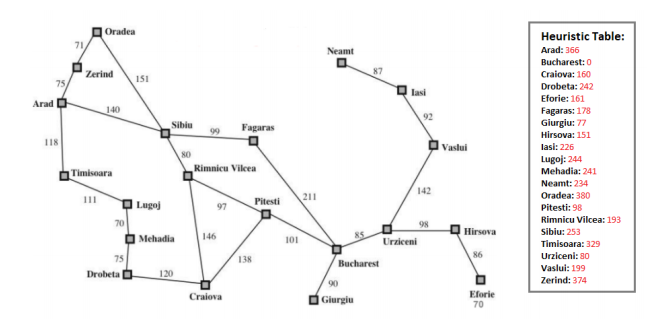 Oradea
71
Neamt
Zerind
87
151
75
Iasi
Arad
140
92
Sibiu
99
Fagaras
118
Vaslui
80
Timisoara
Rimnicu Vilcea
111
Lugoj
97
Pitesti
211
142
70
146
98
Hirsova
Mehadia
101
85
Urziceni
75
138
86
Bucharest
Drobeta
120
90
Craiova
Giurgiu
Eforie
70
Heuristic Table:
Arad: 366
Bucharest: 0
Craiova: 160
Drobeta: 242
Eforie: 161
Fagaras: 178
Giurgiu: 77
Hirsova: 151
Iasi: 226
Lugoj: 244
Mehadia: 241
Neamt: 234
Oradea: 380
Pitesti: 98
Rimnicu Vilcea: 193
Sibiu: 253
Timisoara: 329
Urziceni: 80
Vaslui: 199
Zerind: 374